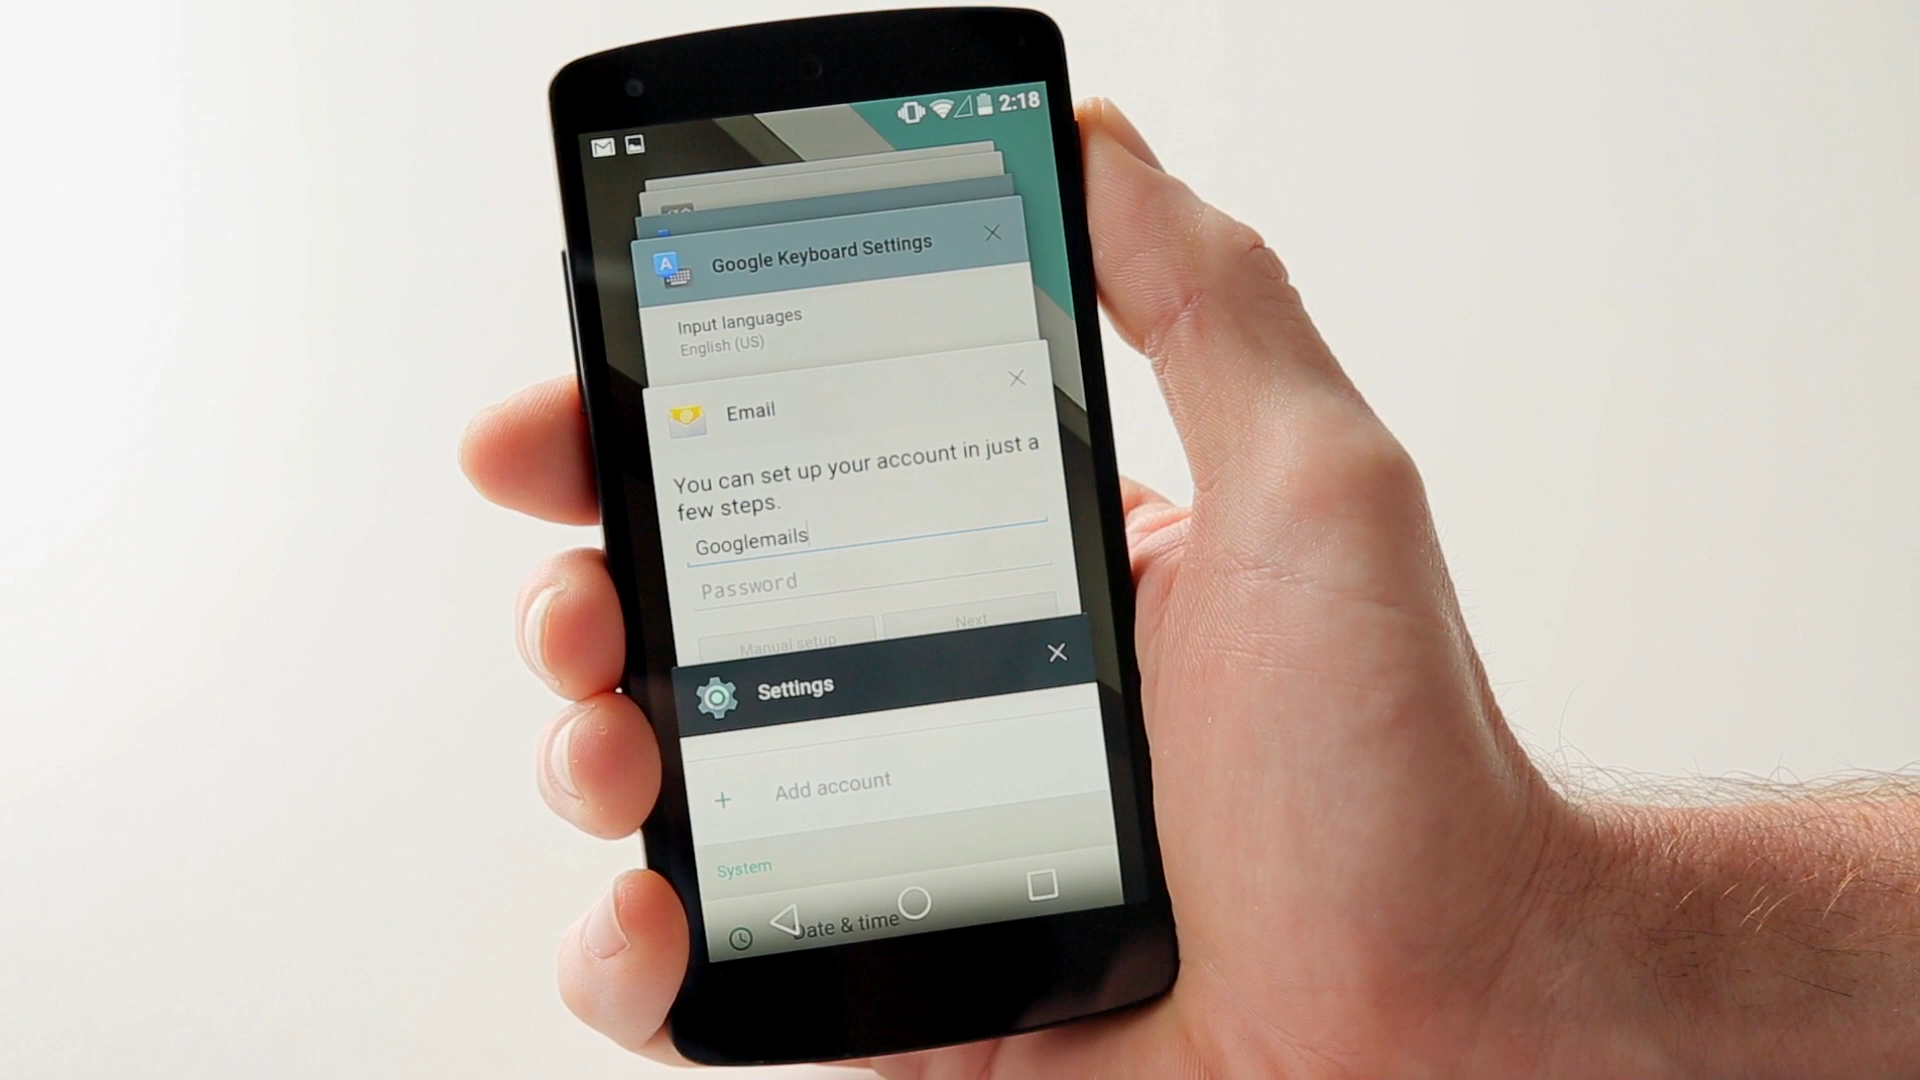 2:18
Google Keyboard Settings
Input languages
English (US)
Email
You can set up your account in just a
few steps.
Googlemails
Password
Manual setup
Next
Settings
Add account
System
Date & time